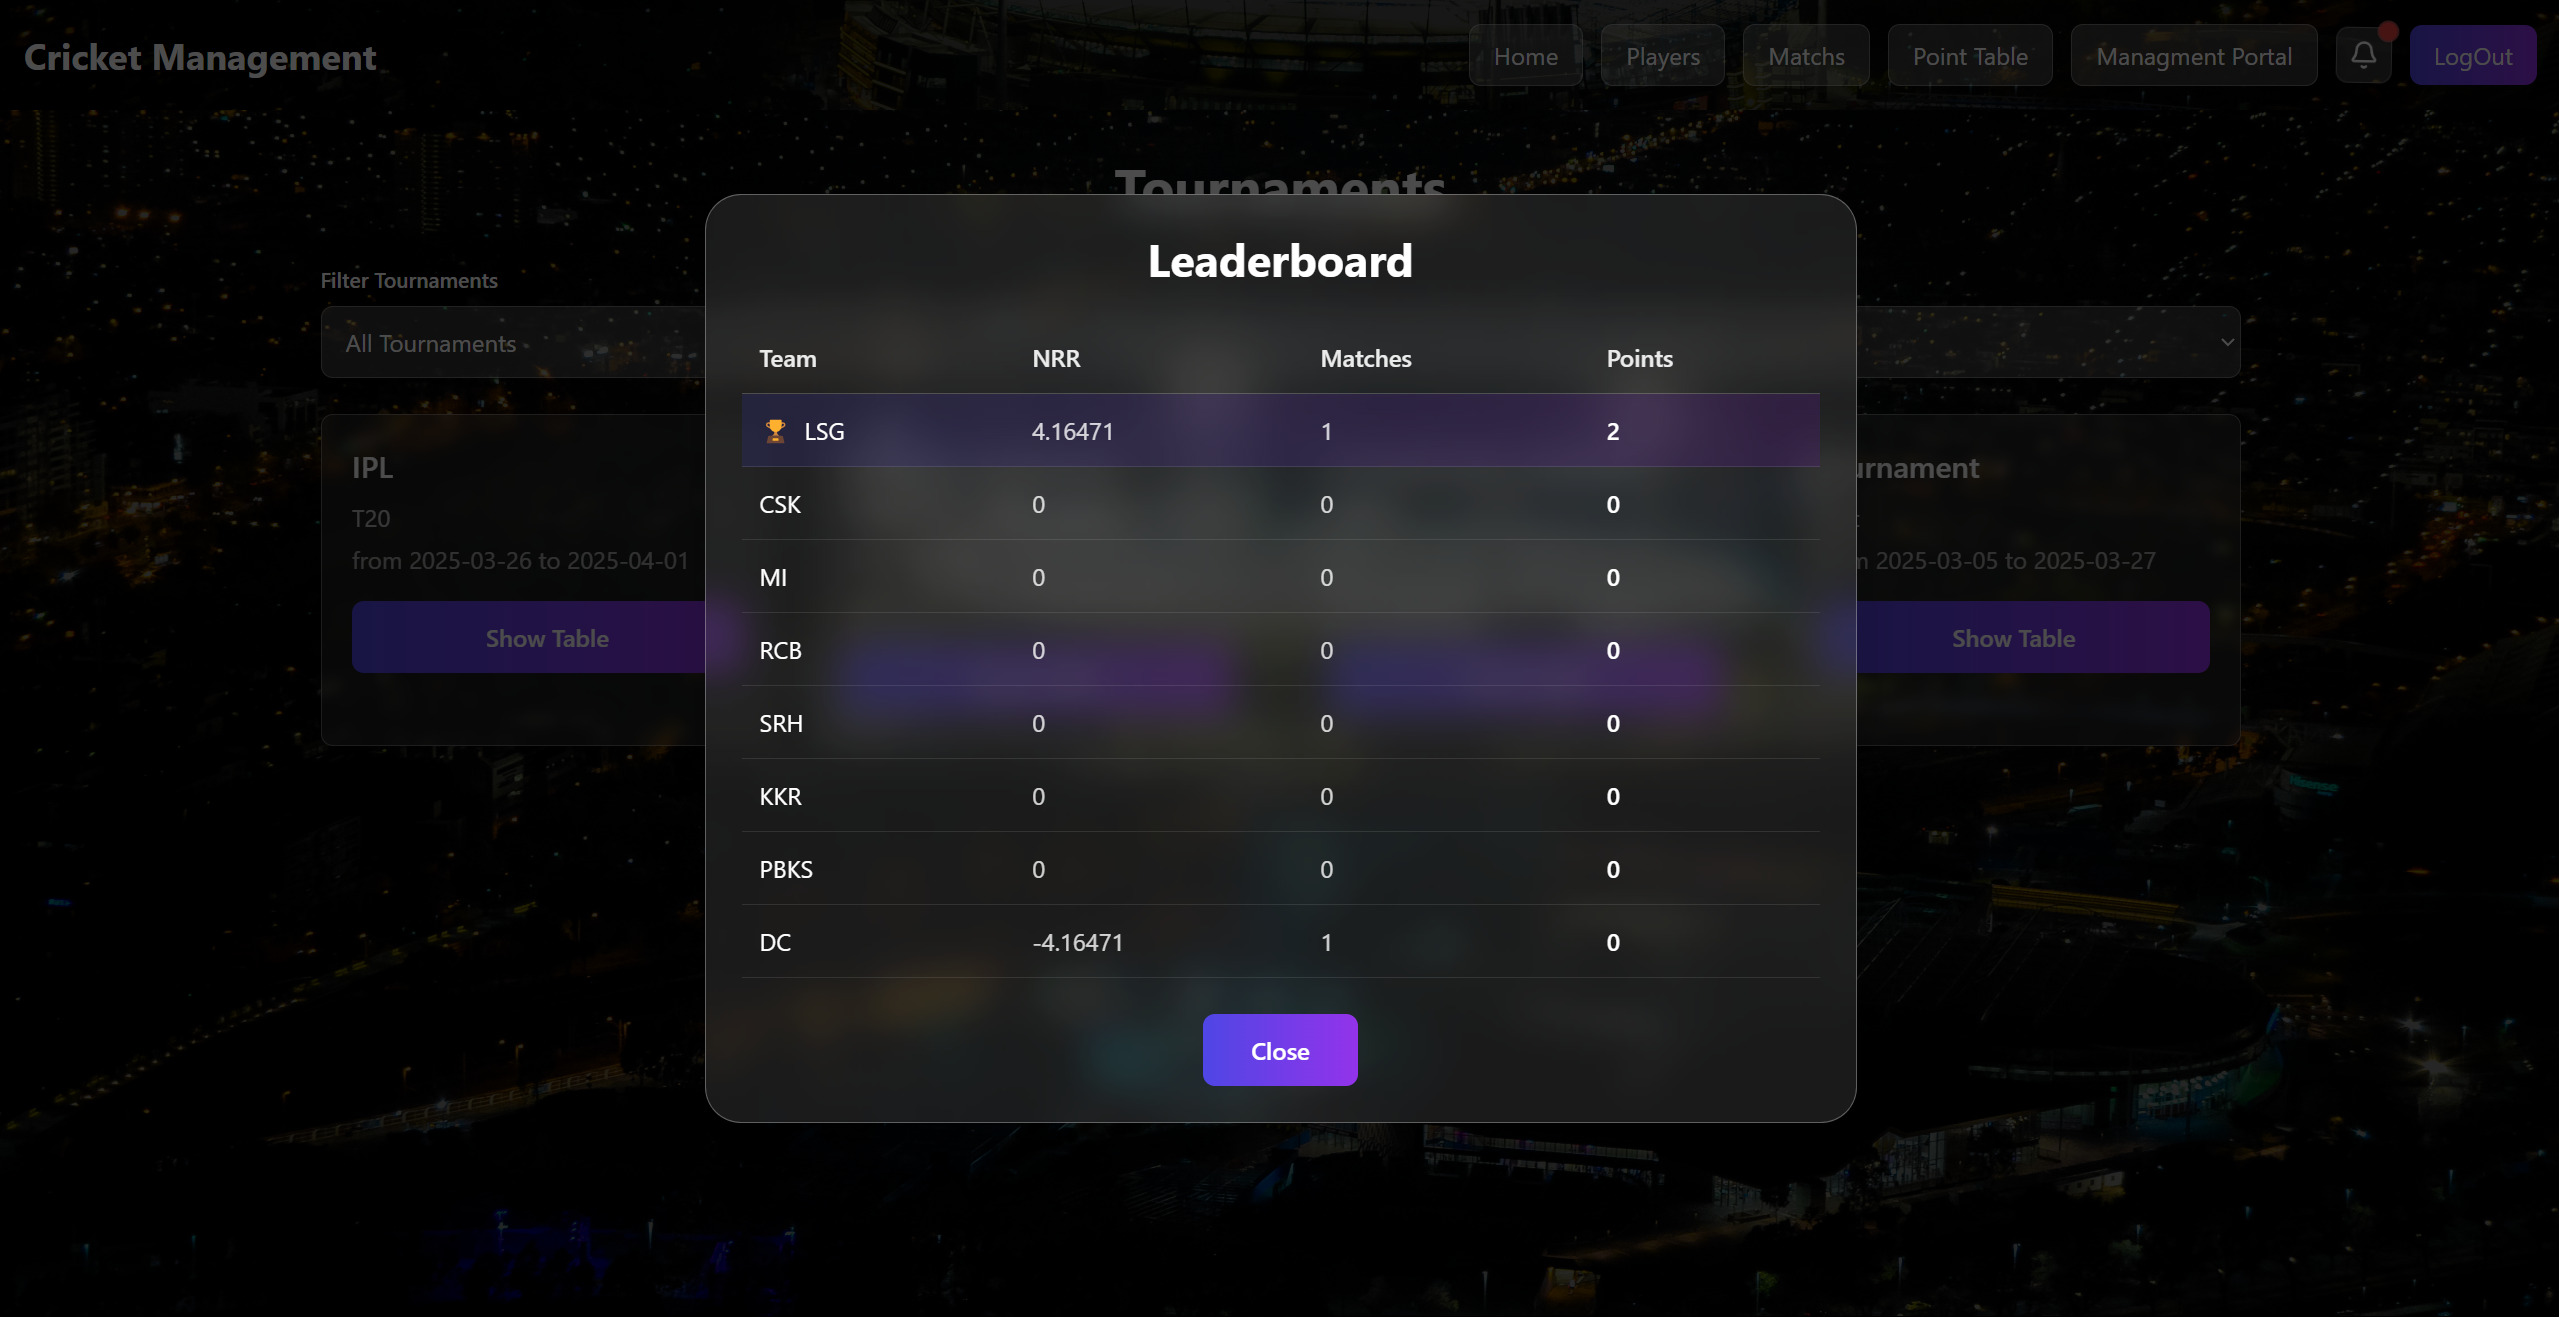 Cricket Management
Home
Players
Matchs
Point Table
Managment Portal
LogOut
Tournaments
Filter Tournaments
All Tournaments
IPL
T20
from 2025-03-26 to 2025-04-01
Show Table
2025-03-05 to 2025-03-27
Show Table
Leaderboard
Team NRR Matches Points
LSG 4.16471 1 2
CSK 0 0 0
MI 0 0 0
RCB 0 0 0
SRH 0 0 0
KKR 0 0 0
PBKS 0 0 0
DC -4.16471 1 0
Close